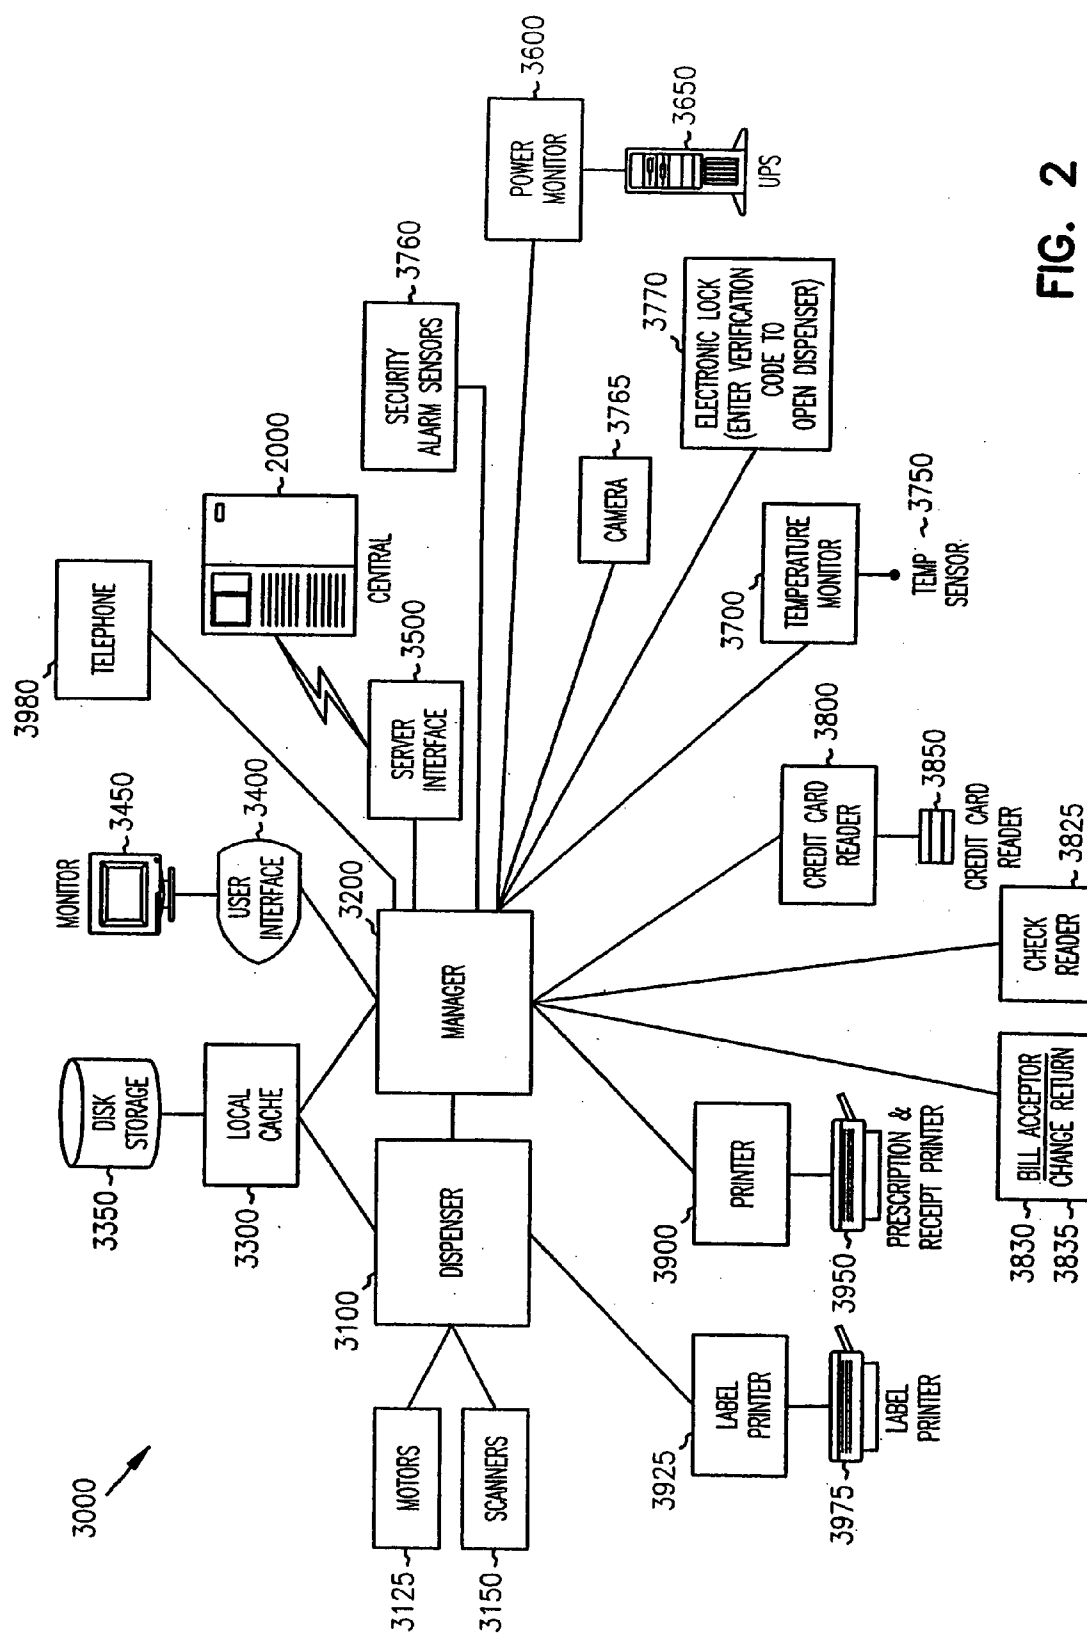 3000
3980
TELEPHONE
MONITOR
3450
3400
USER
INTERFACE
3350
DISK
STORAGE
3300
LOCAL
CACHE
2000
CENTRAL
3500
SERVER
INTERFACE
3760
SECURITY
ALARM SENSORS
3600
POWER
MONITOR
3650
UPS
3125
MOTORS
3150
SCANNERS
3100
DISPENSER
3200
MANAGER
3765
CAMERA
3770
ELECTRONIC LOCK
(ENTER VERIFICATION
CODE TO
OPEN DISPENSER)
3700
TEMPERATURE
MONITOR
3750
TEMP
SENSOR
3925
LABEL
PRINTER
3975
LABEL
PRINTER
3900
PRINTER
3950
PRESCRIPTION &
RECEIPT PRINTER
3800
CREDIT CARD
READER
3850
CREDIT CARD
READER
3825
CHECK
READER
3830
BILL ACCEPTOR
3835
CHANGE RETURN
FIG. 2